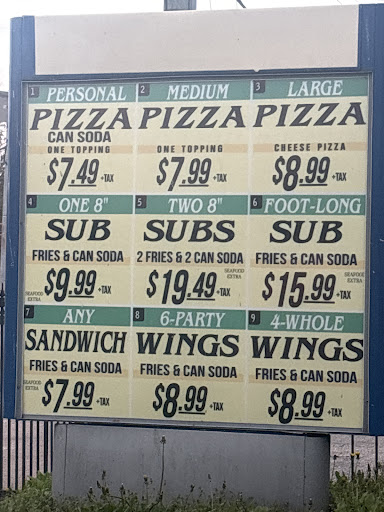 1 PERSONAL
PIZZA
CAN SODA
ONE TOPPING
$7.49 +TAX
2 MEDIUM
PIZZA
ONE TOPPING
$7.99 +TAX
3 LARGE
PIZZA
CHEESE PIZZA
$8.99 +TAX
4 ONE 8"
SUB
FRIES & CAN SODA
SEAFOOD
EXTRA
$9.99 +TAX
5 TWO 8"
SUBS
2 FRIES & 2 CAN SODA
SEAFOOD
EXTRA
$19.49 +TAX
6 FOOT-LONG
SUB
FRIES & CAN SODA
SEAFOOD
EXTRA
$15.99 +TAX
7 ANY
SANDWICH
FRIES & CAN SODA
SEAFOOD
EXTRA
$7.99 +TAX
8 6-PARTY
WINGS
FRIES & CAN SODA
$8.99 +TAX
9 4-WHOLE
WINGS
FRIES & CAN SODA
$8.99 +TAX